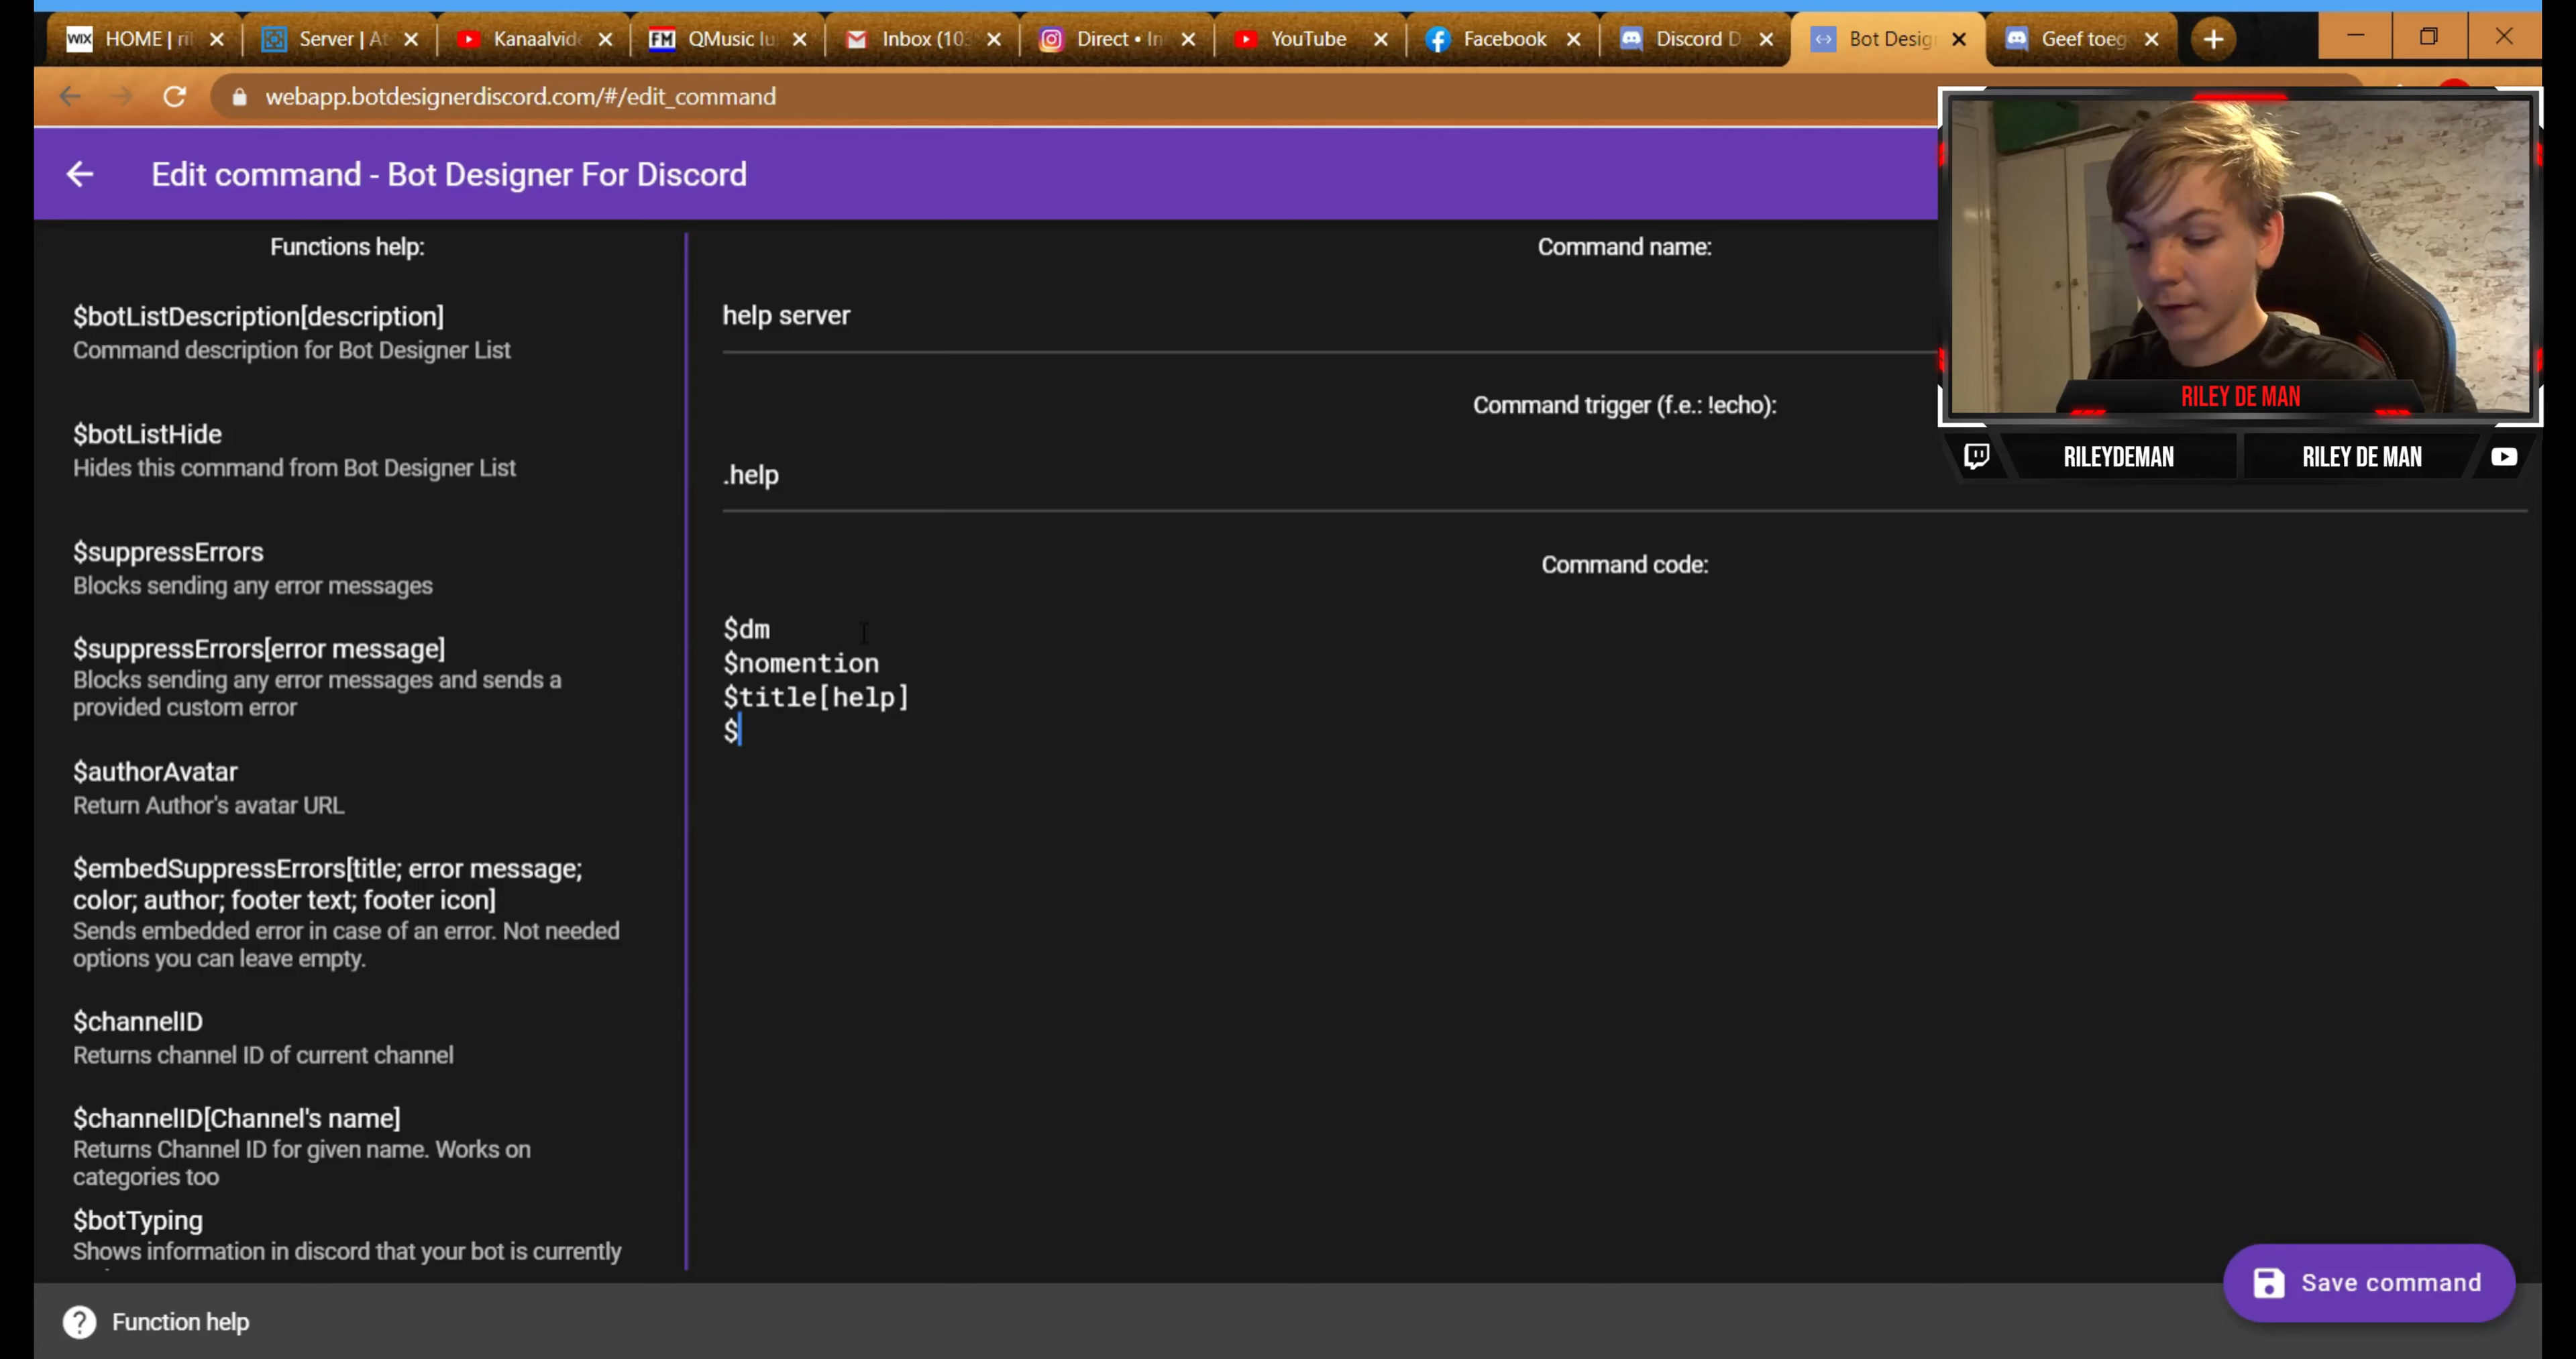 WIX HOME | ril
Server | At
Kanaalvid
FM QMusic lu
Inbox (10
Direct • In
YouTube
Facebook
Discord D
Bot Desig
Geef toeg
webapp.botdesignerdiscord.com/#/edit_command
Edit command - Bot Designer For Discord
Functions help:
$botListDescription[description]
Command description for Bot Designer List
$botListHide
Hides this command from Bot Designer List
$suppressErrors
Blocks sending any error messages
$suppressErrors[error message]
Blocks sending any error messages and sends a
provided custom error
$authorAvatar
Return Author's avatar URL
$embedSuppressErrors[title; error message;
color; author; footer text; footer icon]
Sends embedded error in case of an error. Not needed
options you can leave empty.
$channelID
Returns channel ID of current channel
$channelID[Channel's name]
Returns Channel ID for given name. Works on
categories too
$botTyping
Shows information in discord that your bot is currently
Command name:
help server
Command trigger (f.e.: !echo):
.help
Command code:
$dm
$nomention
$title[help]
$
RILEY DE MAN
RILEYDEMAN
RILEY DE MAN
Save command
Function help